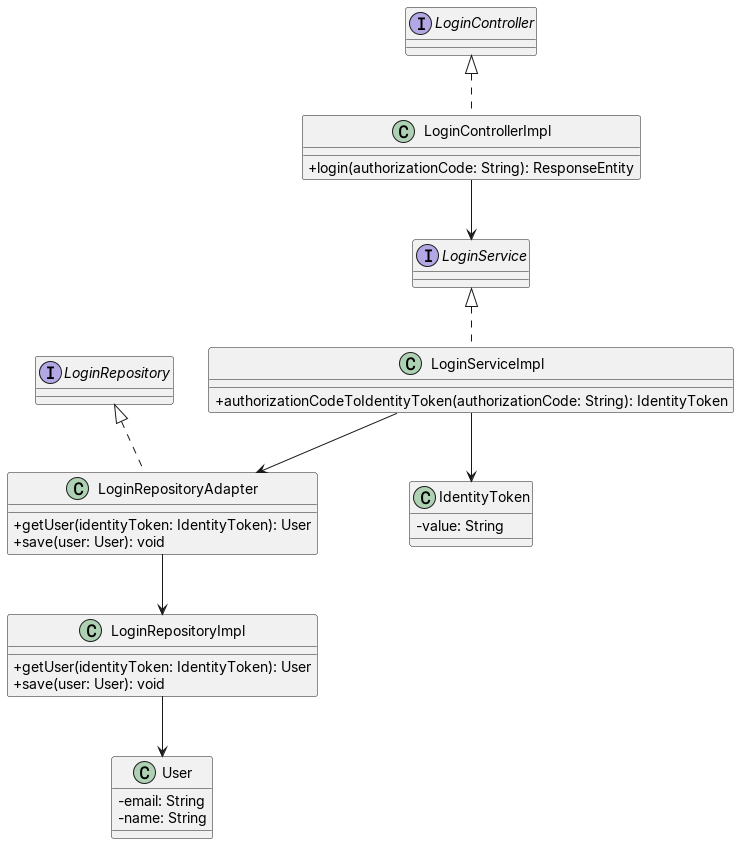 I LoginController
C LoginControllerImpl
+login(authorizationCode: String): ResponseEntity
I LoginService
I LoginRepository
C LoginServiceImpl
+authorizationCodeToIdentityToken(authorizationCode: String): IdentityToken
C LoginRepositoryAdapter
+getUser(identityToken: IdentityToken): User
+save(user: User): void
C IdentityToken
-value: String
C LoginRepositoryImpl
+getUser(identityToken: IdentityToken): User
+save(user: User): void
C User
-email: String
-name: String